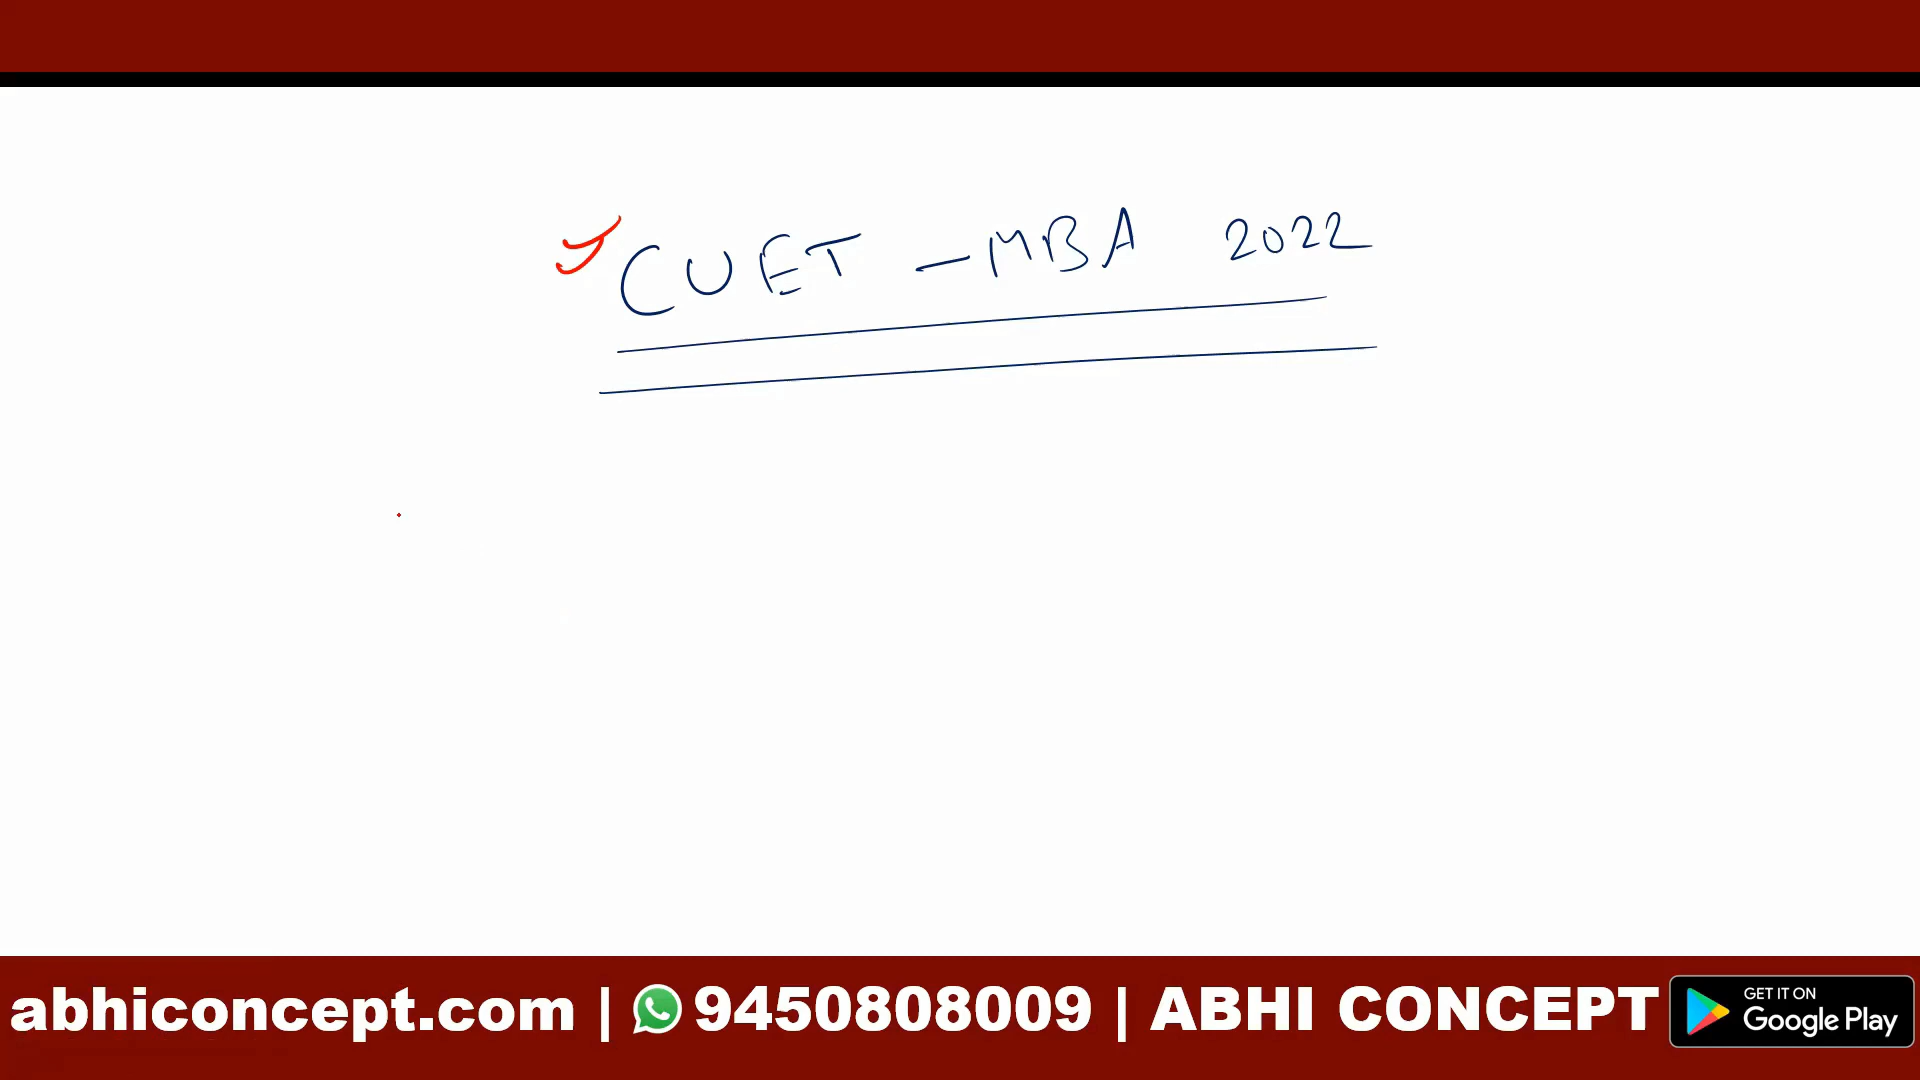 CUET - MBA 2022
abhiconcept.com | 9450808009 | ABHI CONCEPT
GET IT ON
Google Play